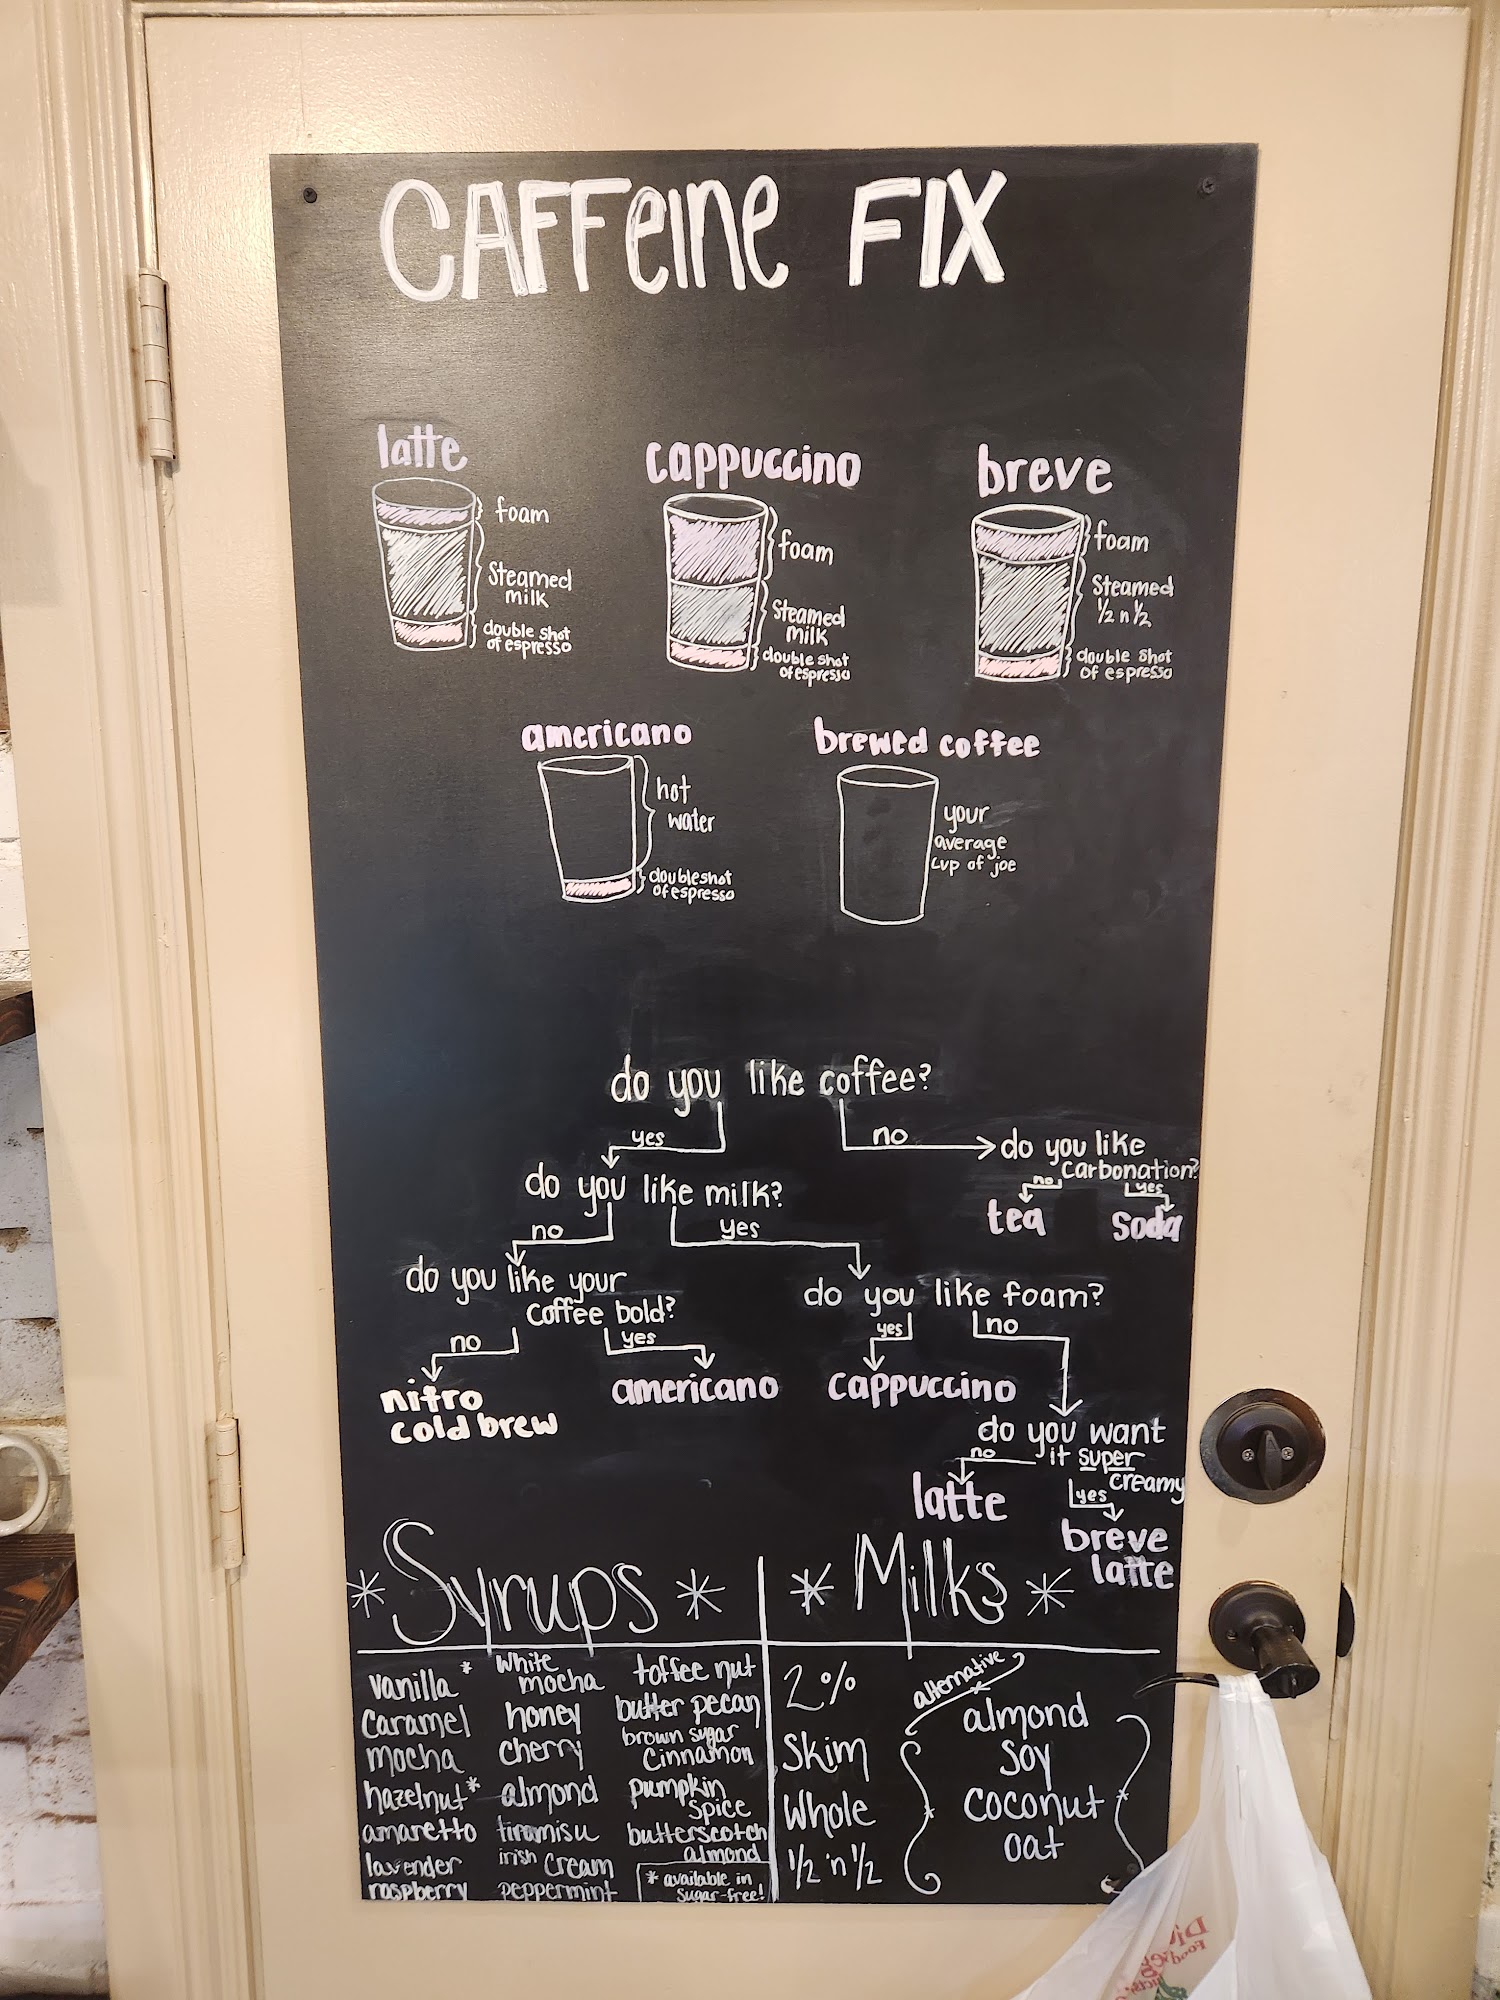 CAFFeine FIX
latte
foam
Steamed
milk
double shot
of espresso
cappuccino
foam
Steamed
milk
double shot
of espresso
breve
foam
Steamed
1/2 n 1/2
double shot
of espresso
americano
hot
water
double shot
of espresso
brewed coffee
your
average
cup of joe
do you like coffee?
yes
no
do you like
carbonation?
no
yes
tea
Soda
do you like milk?
no
yes
do you like your
coffee bold?
no
yes
nitro
cold brew
americano
do you like foam?
yes
no
cappuccino
do you want
it super
creamy
no
yes
latte
breve
latte
* Syrups *
vanilla *
caramel
mocha
hazelnut *
amaretto
lavender
raspberry
white
mocha
honey
cherry
almond
tiramisu
irish cream
peppermint
toffee nut
butter pecan
brown sugar
cinnamon
pumpkin
spice
butterscotch
almond
* available in
sugar-free!
* Milks *
2%
Skim
Whole
1/2 'n 1/2
alternative
almond
soy
coconut
oat